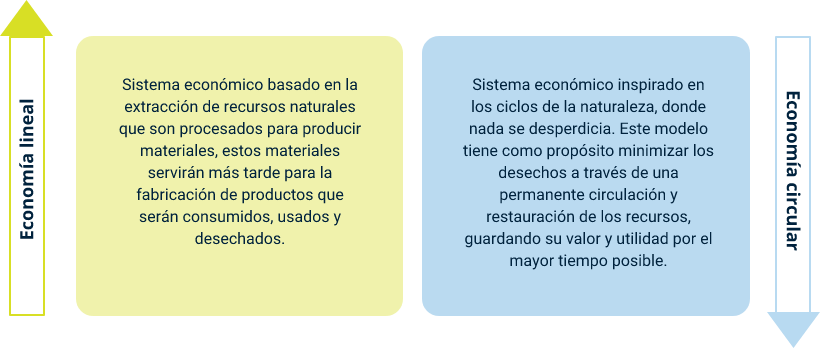 Economía lineal
Sistema económico basado en la
extracción de recursos naturales
que son procesados para producir
materiales, estos materiales
servirán más tarde para la
fabricación de productos que
serán consumidos, usados y
desechados.
Sistema económico inspirado en
los ciclos de la naturaleza, donde
nada se desperdicia. Este modelo
tiene como propósito minimizar los
desechos a través de una
permanente circulación y
restauración de los recursos,
guardando su valor y utilidad por el
mayor tiempo posible.
Economía circular